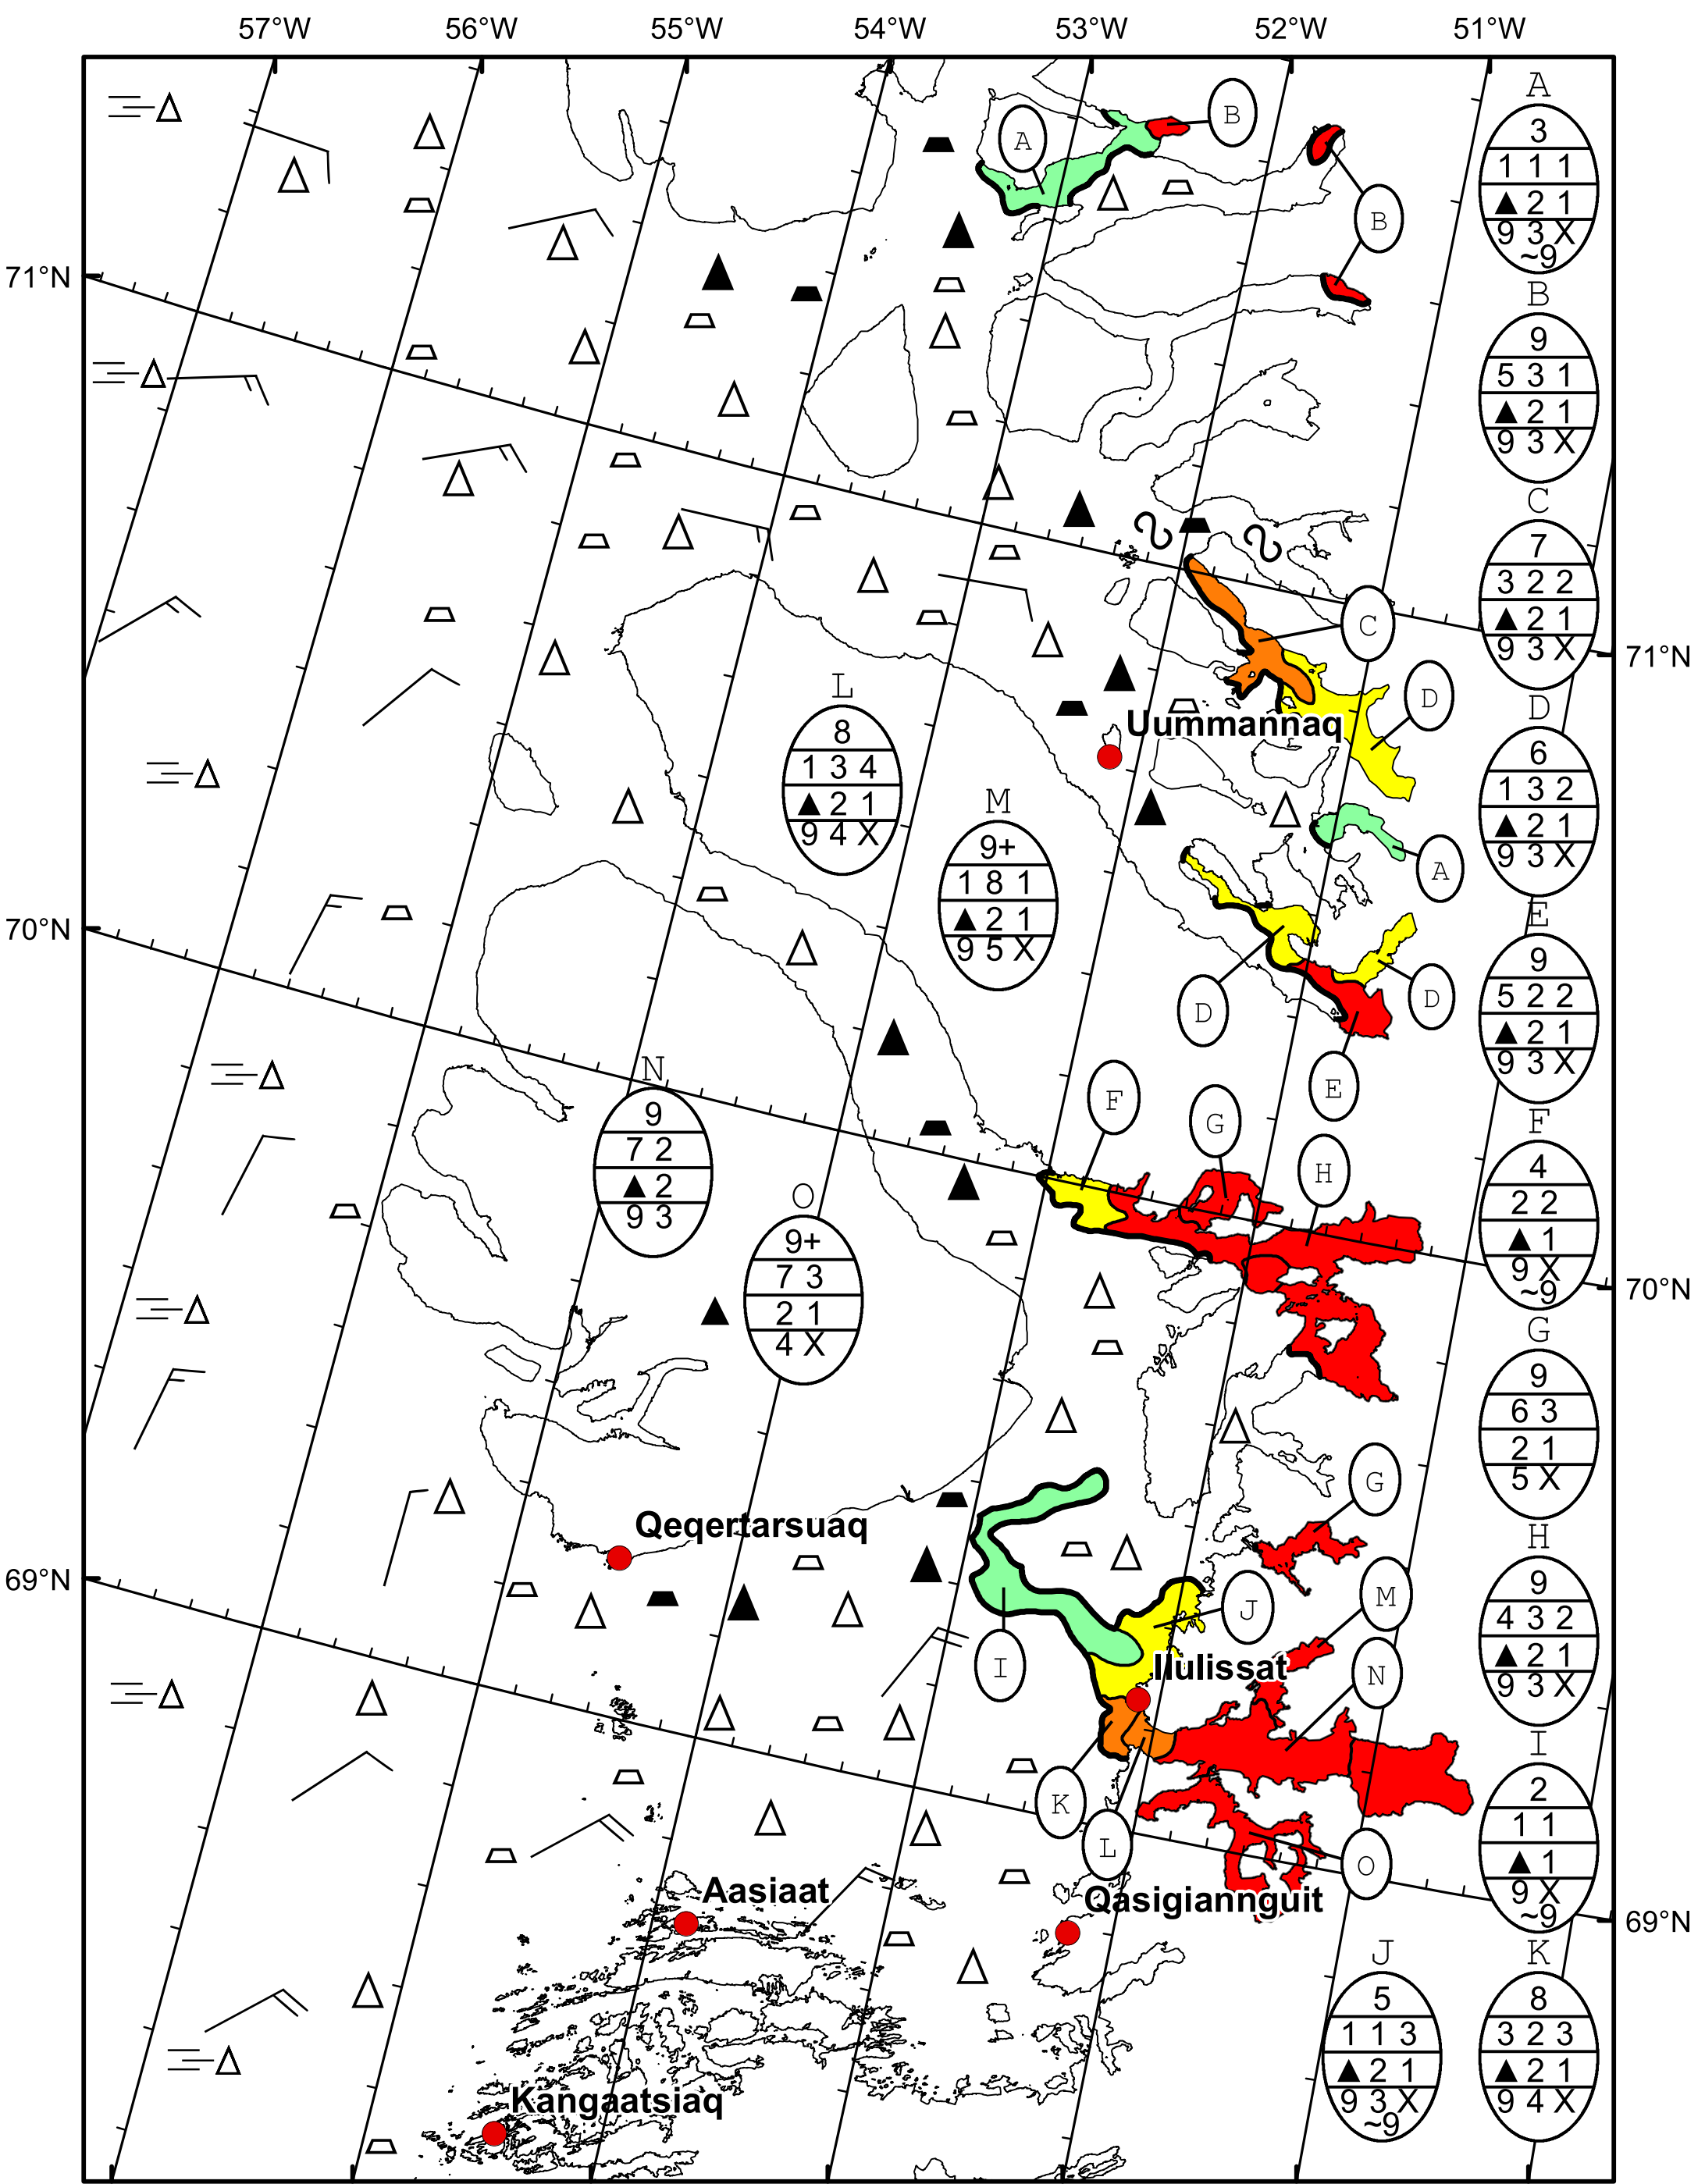 57°W 56°W 55°W 54°W 53°W 52°W 51°W
A
3
1 1 1
▲ 2 1
9 3 X
~9
B
A
B
71°N
B
9
5 3 1
▲ 2 1
9 3 X
C
7
3 2 2
▲ 2 1
9 3 X
C
71°N
L
8
1 3 4
▲ 2 1
9 4 X
D
Uummannaq
D
6
1 3 2
▲ 2 1
9 3 X
M
9+
1 8 1
▲ 2 1
9 5 X
A
70°N
E
9
5 2 2
▲ 2 1
9 3 X
D
D
E
N
9
7 2
▲ 2
9 3
F
G
H
F
4
2 2
▲ 1
9 X
~9
O
9+
7 3
2 1
4 X
70°N
G
9
6 3
2 1
5 X
G
Qeqertarsuaq
69°N
H
9
4 3 2
▲ 2 1
9 3 X
M
J
I
Ilulissat
N
I
2
1 1
▲ 1
9 X
~9
K
L
O
Aasiaat
Qasigiannguit
69°N
J
5
1 1 3
▲ 2 1
9 3 X
~9
K
8
3 2 3
▲ 2 1
9 4 X
Kangaatsiaq